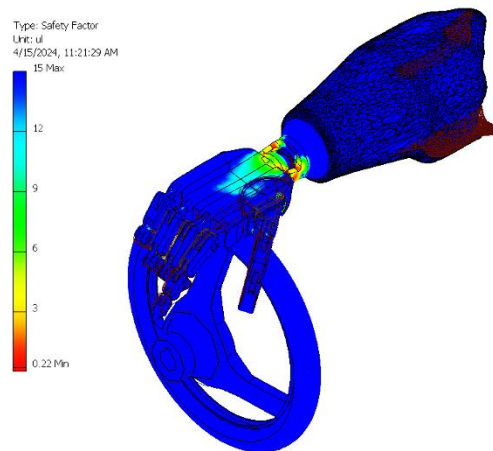 Type: Safety Factor
Unit: ul
4/15/2024, 11:21:29 AM
15 Max
12
9
6
3
0.22 Min